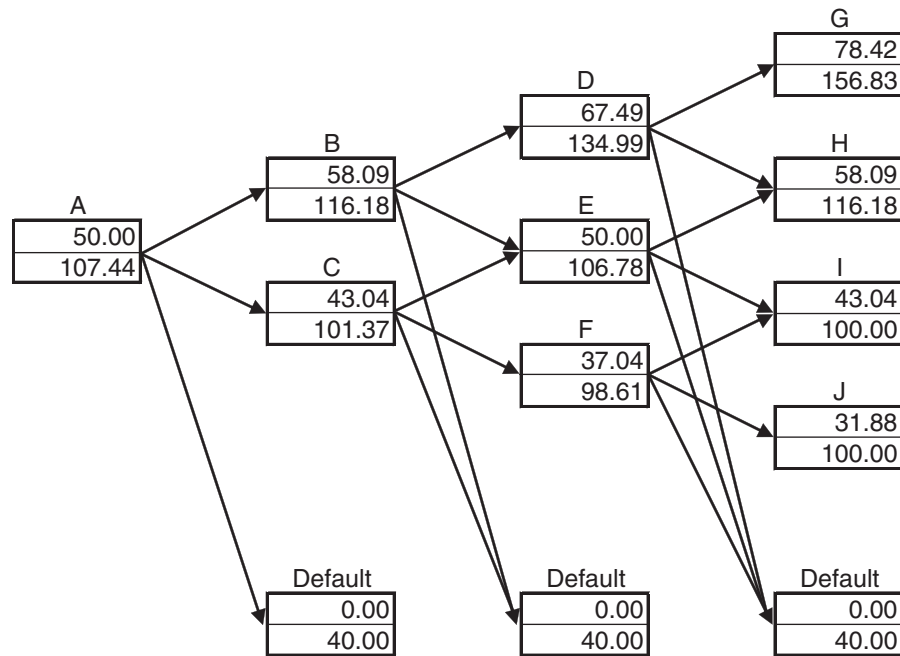 G
78.42
156.83
D
67.49
134.99
B
58.09
116.18
H
58.09
116.18
A
50.00
107.44
E
50.00
106.78
C
43.04
101.37
I
43.04
100.00
F
37.04
98.61
J
31.88
100.00
Default
0.00
40.00
Default
0.00
40.00
Default
0.00
40.00